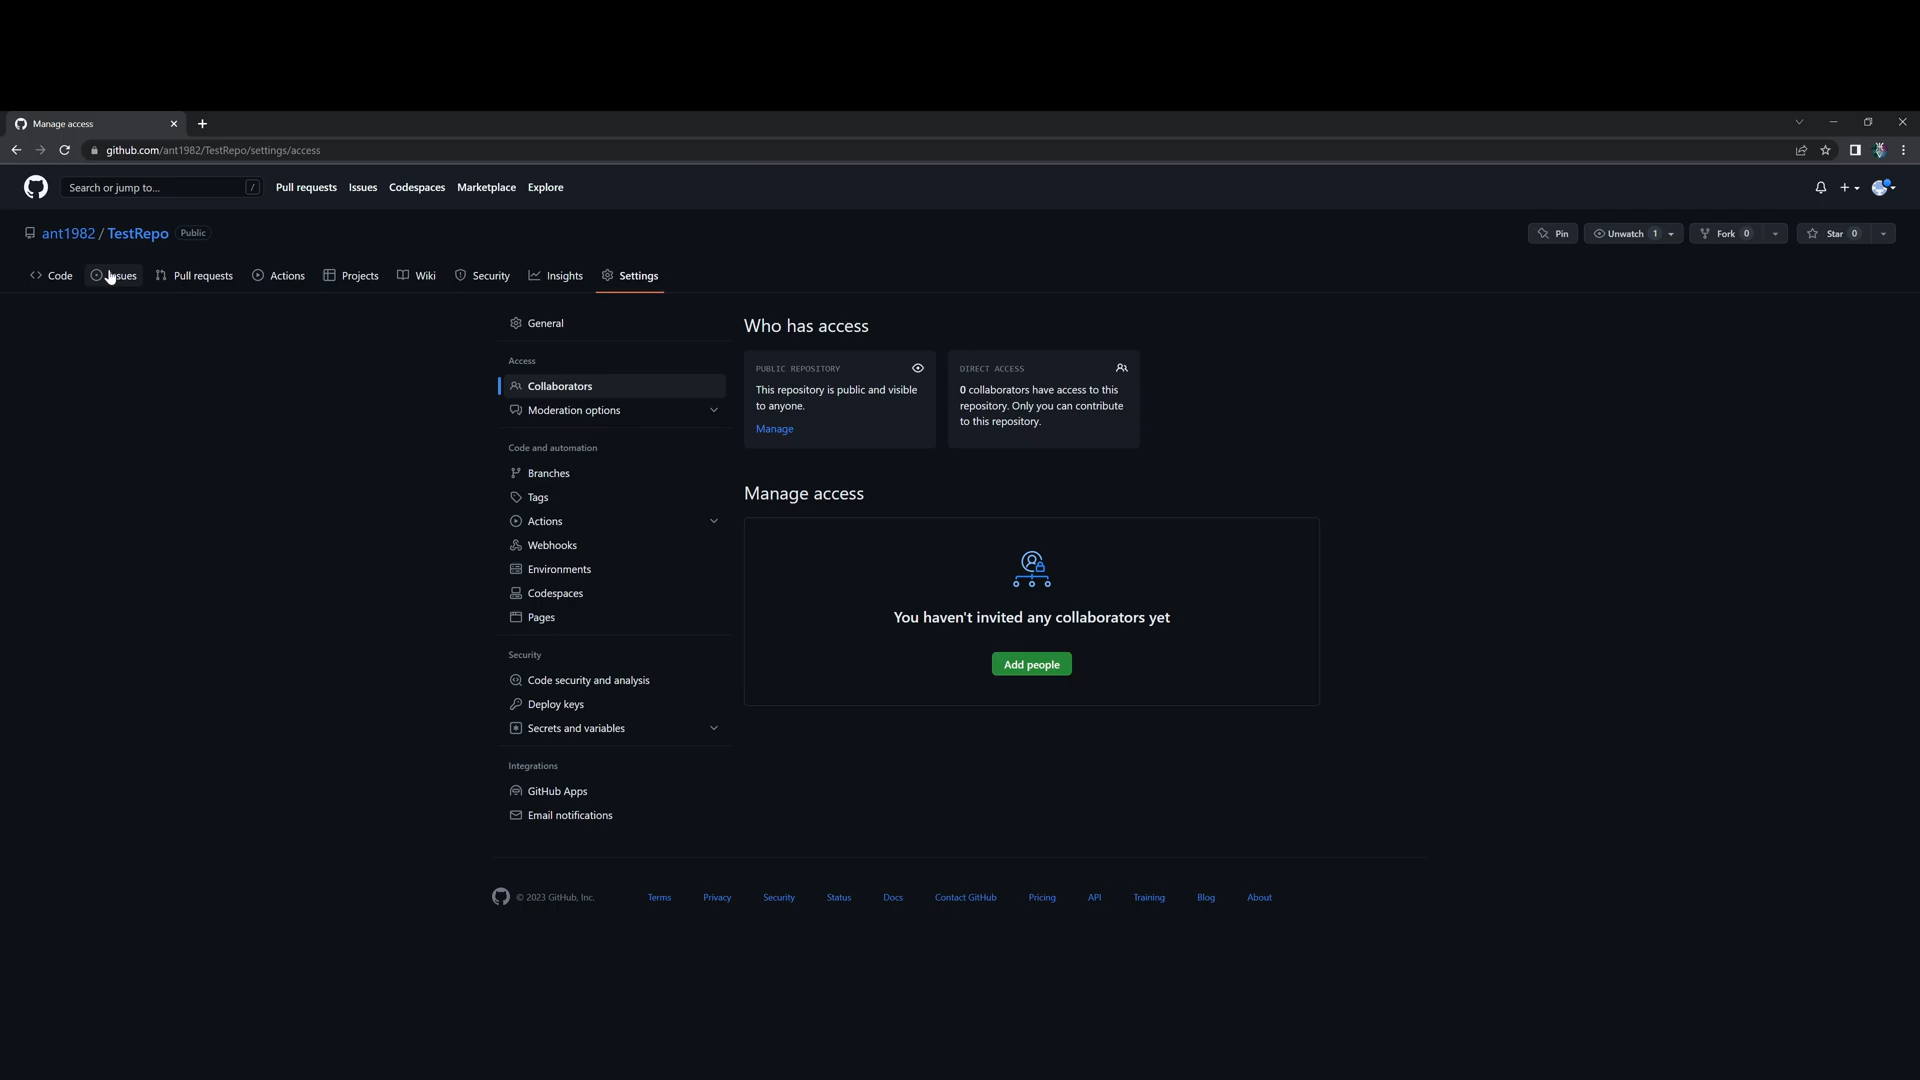 Manage access
github.com/ant1982/TestRepo/settings/access
Search or jump to... /
Pull requests Issues Codespaces Marketplace Explore
ant1982 / TestRepo Public
Pin Unwatch 1 Fork 0 Star 0
Code Pull requests Actions Projects Wiki Security Insights Settings
General
Access
Collaborators
Moderation options
Code and automation
Branches
Tags
Actions
Webhooks
Environments
Codespaces
Pages
Security
Code security and analysis
Deploy keys
Secrets and variables
Integrations
GitHub Apps
Email notifications
Who has access
PUBLIC REPOSITORY
This repository is public and visible
to anyone.
Manage
DIRECT ACCESS
0 collaborators have access to this
repository. Only you can contribute
to this repository.
Manage access
You haven't invited any collaborators yet
Add people
© 2023 GitHub, Inc. Terms Privacy Security Status Docs Contact GitHub Pricing API Training Blog About